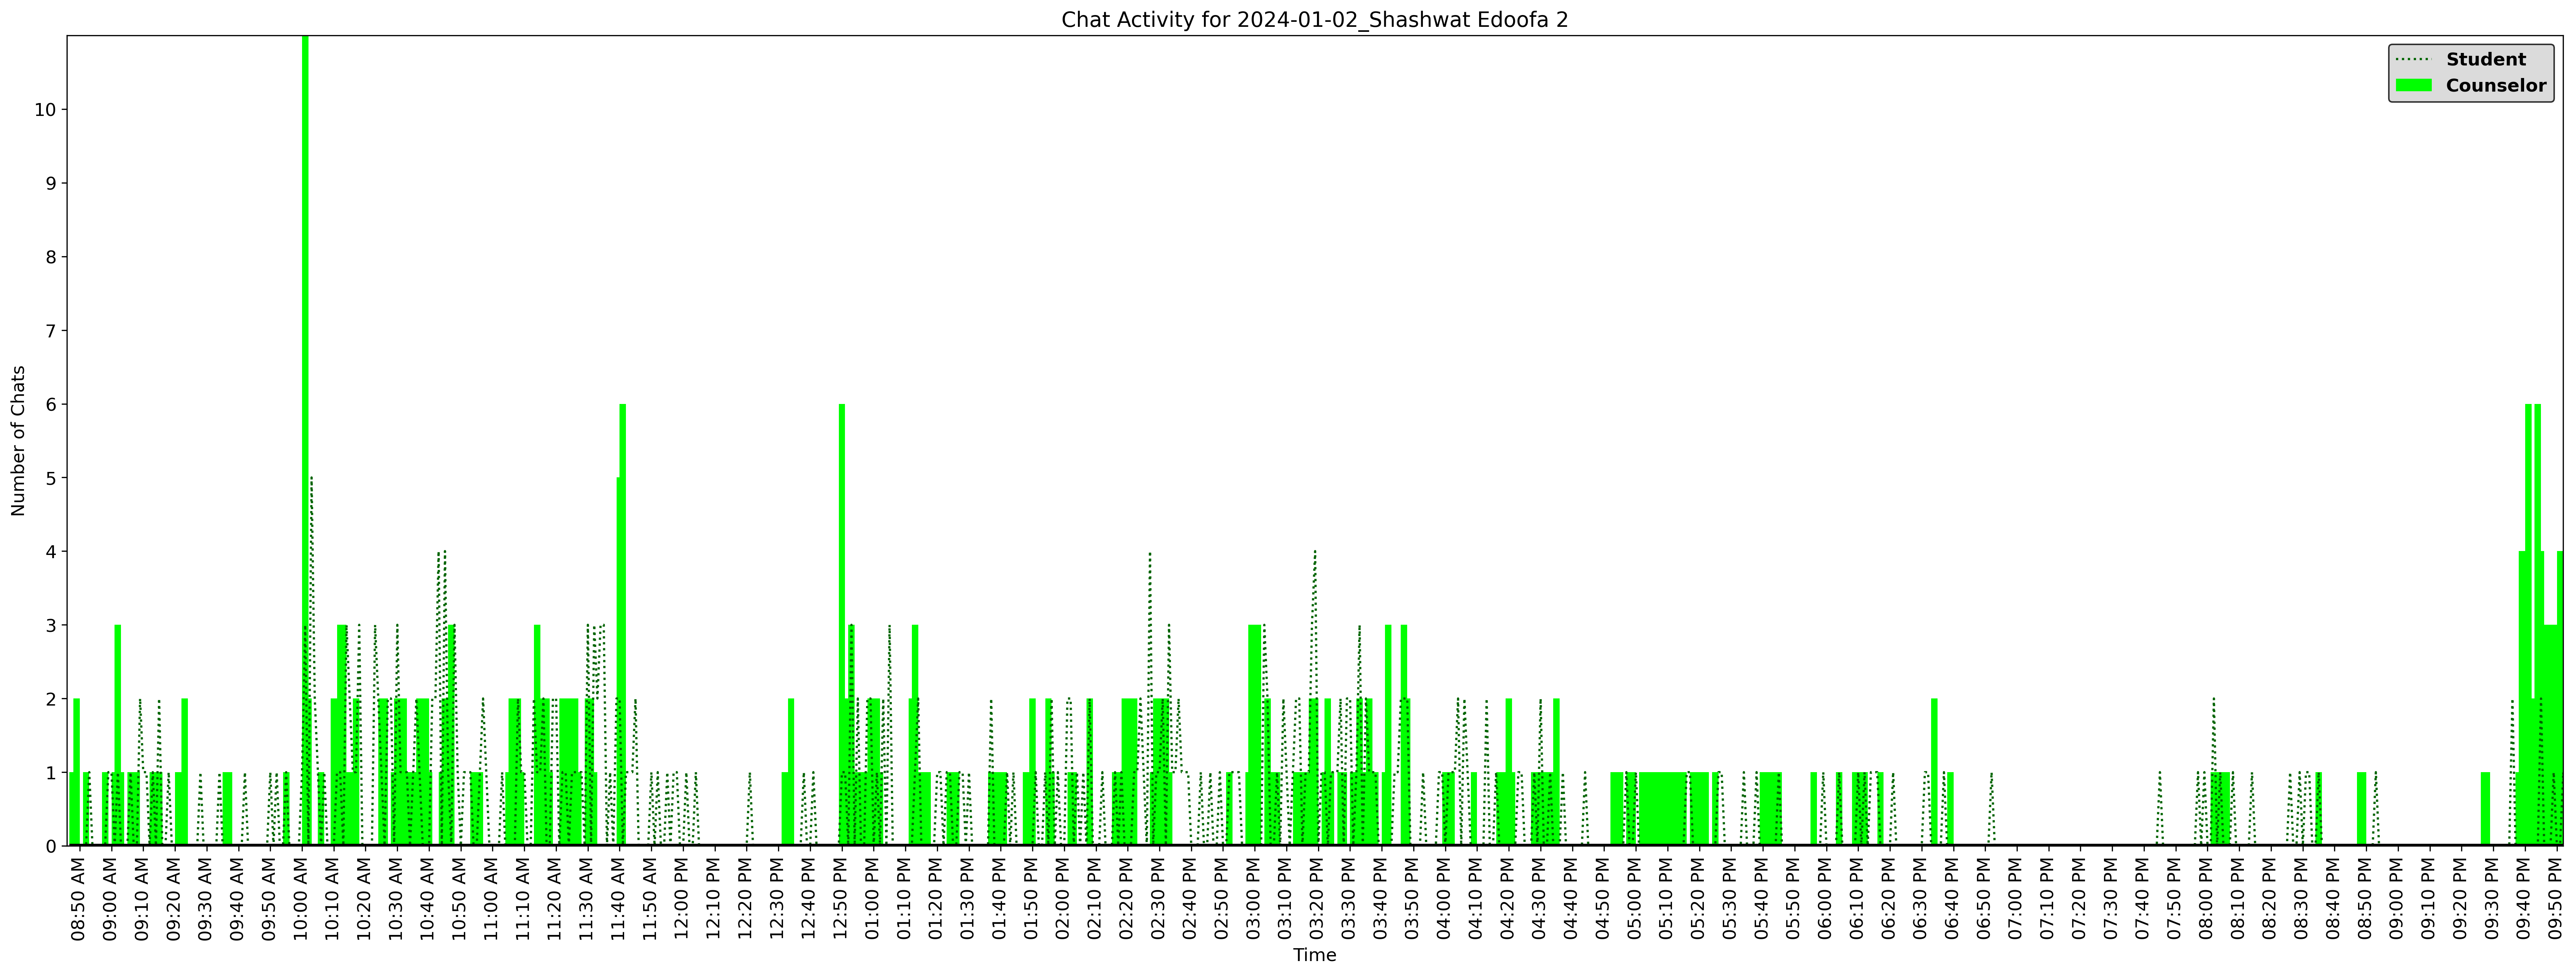 Chat Activity for 2024-01-02_Shashwat Edoofa 2
Student
Counselor
Number of Chats
10
9
8
7
6
5
4
3
2
1
0
08:50 AM
09:00 AM
09:10 AM
09:20 AM
09:30 AM
09:40 AM
09:50 AM
10:00 AM
10:10 AM
10:20 AM
10:30 AM
10:40 AM
10:50 AM
11:00 AM
11:10 AM
11:20 AM
11:30 AM
11:40 AM
11:50 AM
12:00 PM
12:10 PM
12:20 PM
12:30 PM
12:40 PM
12:50 PM
01:00 PM
01:10 PM
01:20 PM
01:30 PM
01:40 PM
01:50 PM
02:00 PM
02:10 PM
02:20 PM
02:30 PM
02:40 PM
02:50 PM
03:00 PM
03:10 PM
03:20 PM
03:30 PM
03:40 PM
03:50 PM
04:00 PM
04:10 PM
04:20 PM
04:30 PM
04:40 PM
04:50 PM
05:00 PM
05:10 PM
05:20 PM
05:30 PM
05:40 PM
05:50 PM
06:00 PM
06:10 PM
06:20 PM
06:30 PM
06:40 PM
06:50 PM
07:00 PM
07:10 PM
07:20 PM
07:30 PM
07:40 PM
07:50 PM
08:00 PM
08:10 PM
08:20 PM
08:30 PM
08:40 PM
08:50 PM
09:00 PM
09:10 PM
09:20 PM
09:30 PM
09:40 PM
09:50 PM
Time